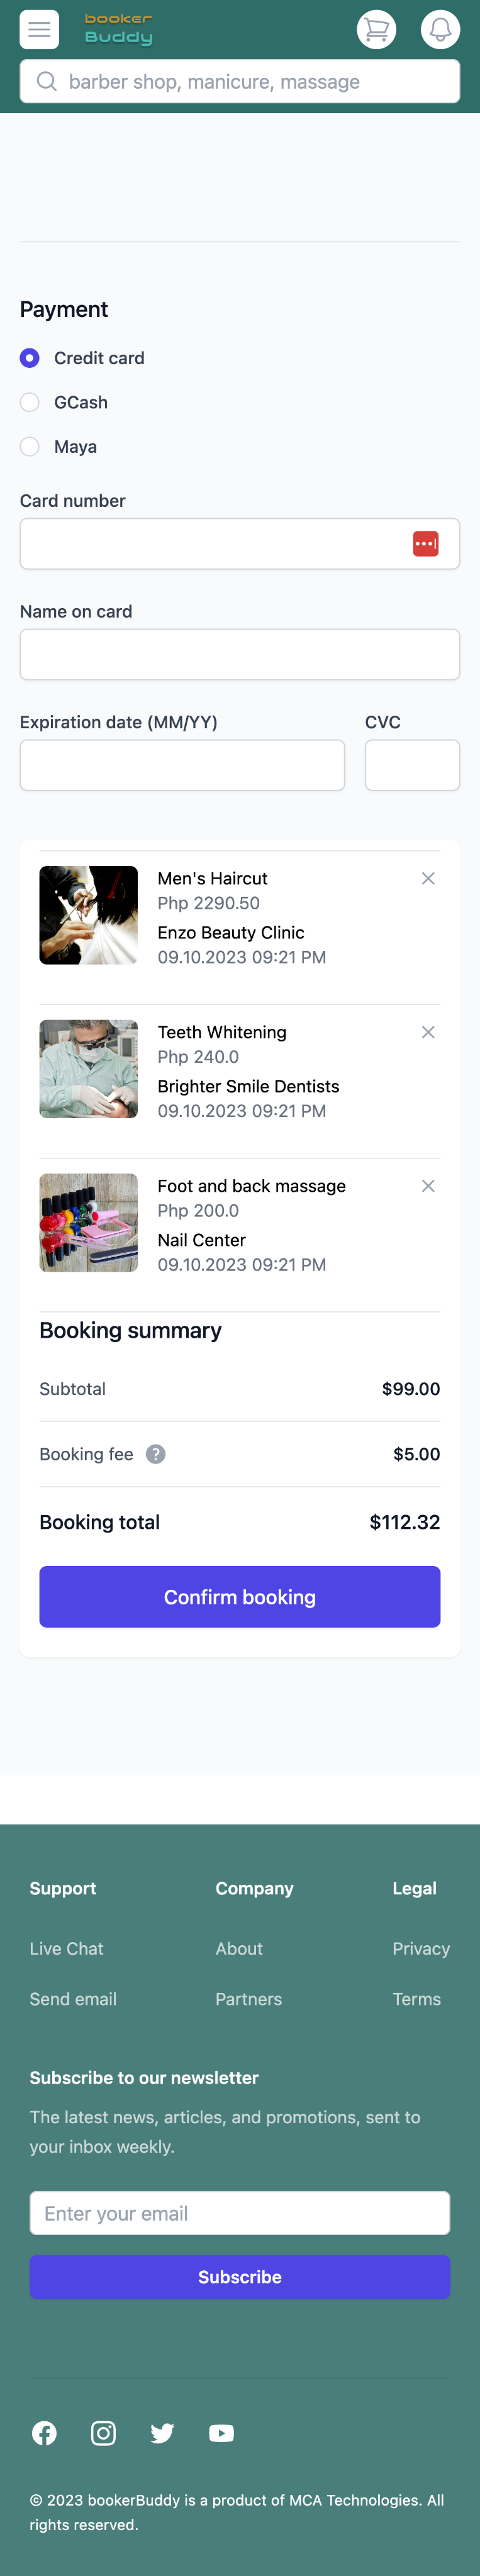 booker
Buddy
barber shop, manicure, massage
Payment
Credit card
GCash
Maya
Card number
Name on card
Expiration date (MM/YY)
CVC
Men's Haircut
Php 2290.50
Enzo Beauty Clinic
09.10.2023 09:21 PM
Teeth Whitening
Php 240.0
Brighter Smile Dentists
09.10.2023 09:21 PM
Foot and back massage
Php 200.0
Nail Center
09.10.2023 09:21 PM
Booking summary
Subtotal $99.00
Booking fee ? $5.00
Booking total $112.32
Confirm booking
Support Company Legal
Live Chat About Privacy
Send email Partners Terms
Subscribe to our newsletter
The latest news, articles, and promotions, sent to
your inbox weekly.
Enter your email
Subscribe
© 2023 bookerBuddy is a product of MCA Technologies. All
rights reserved.